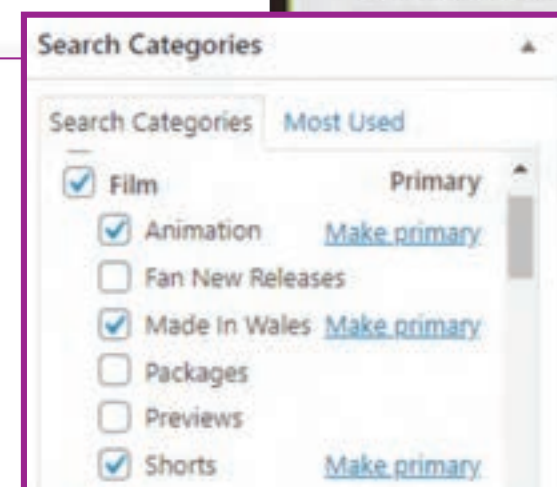 Search Categories
Search Categories Most Used
Film Primary
Animation Make primary
Fan New Releases
Made In Wales Make primary
Packages
Previews
Shorts Make primary